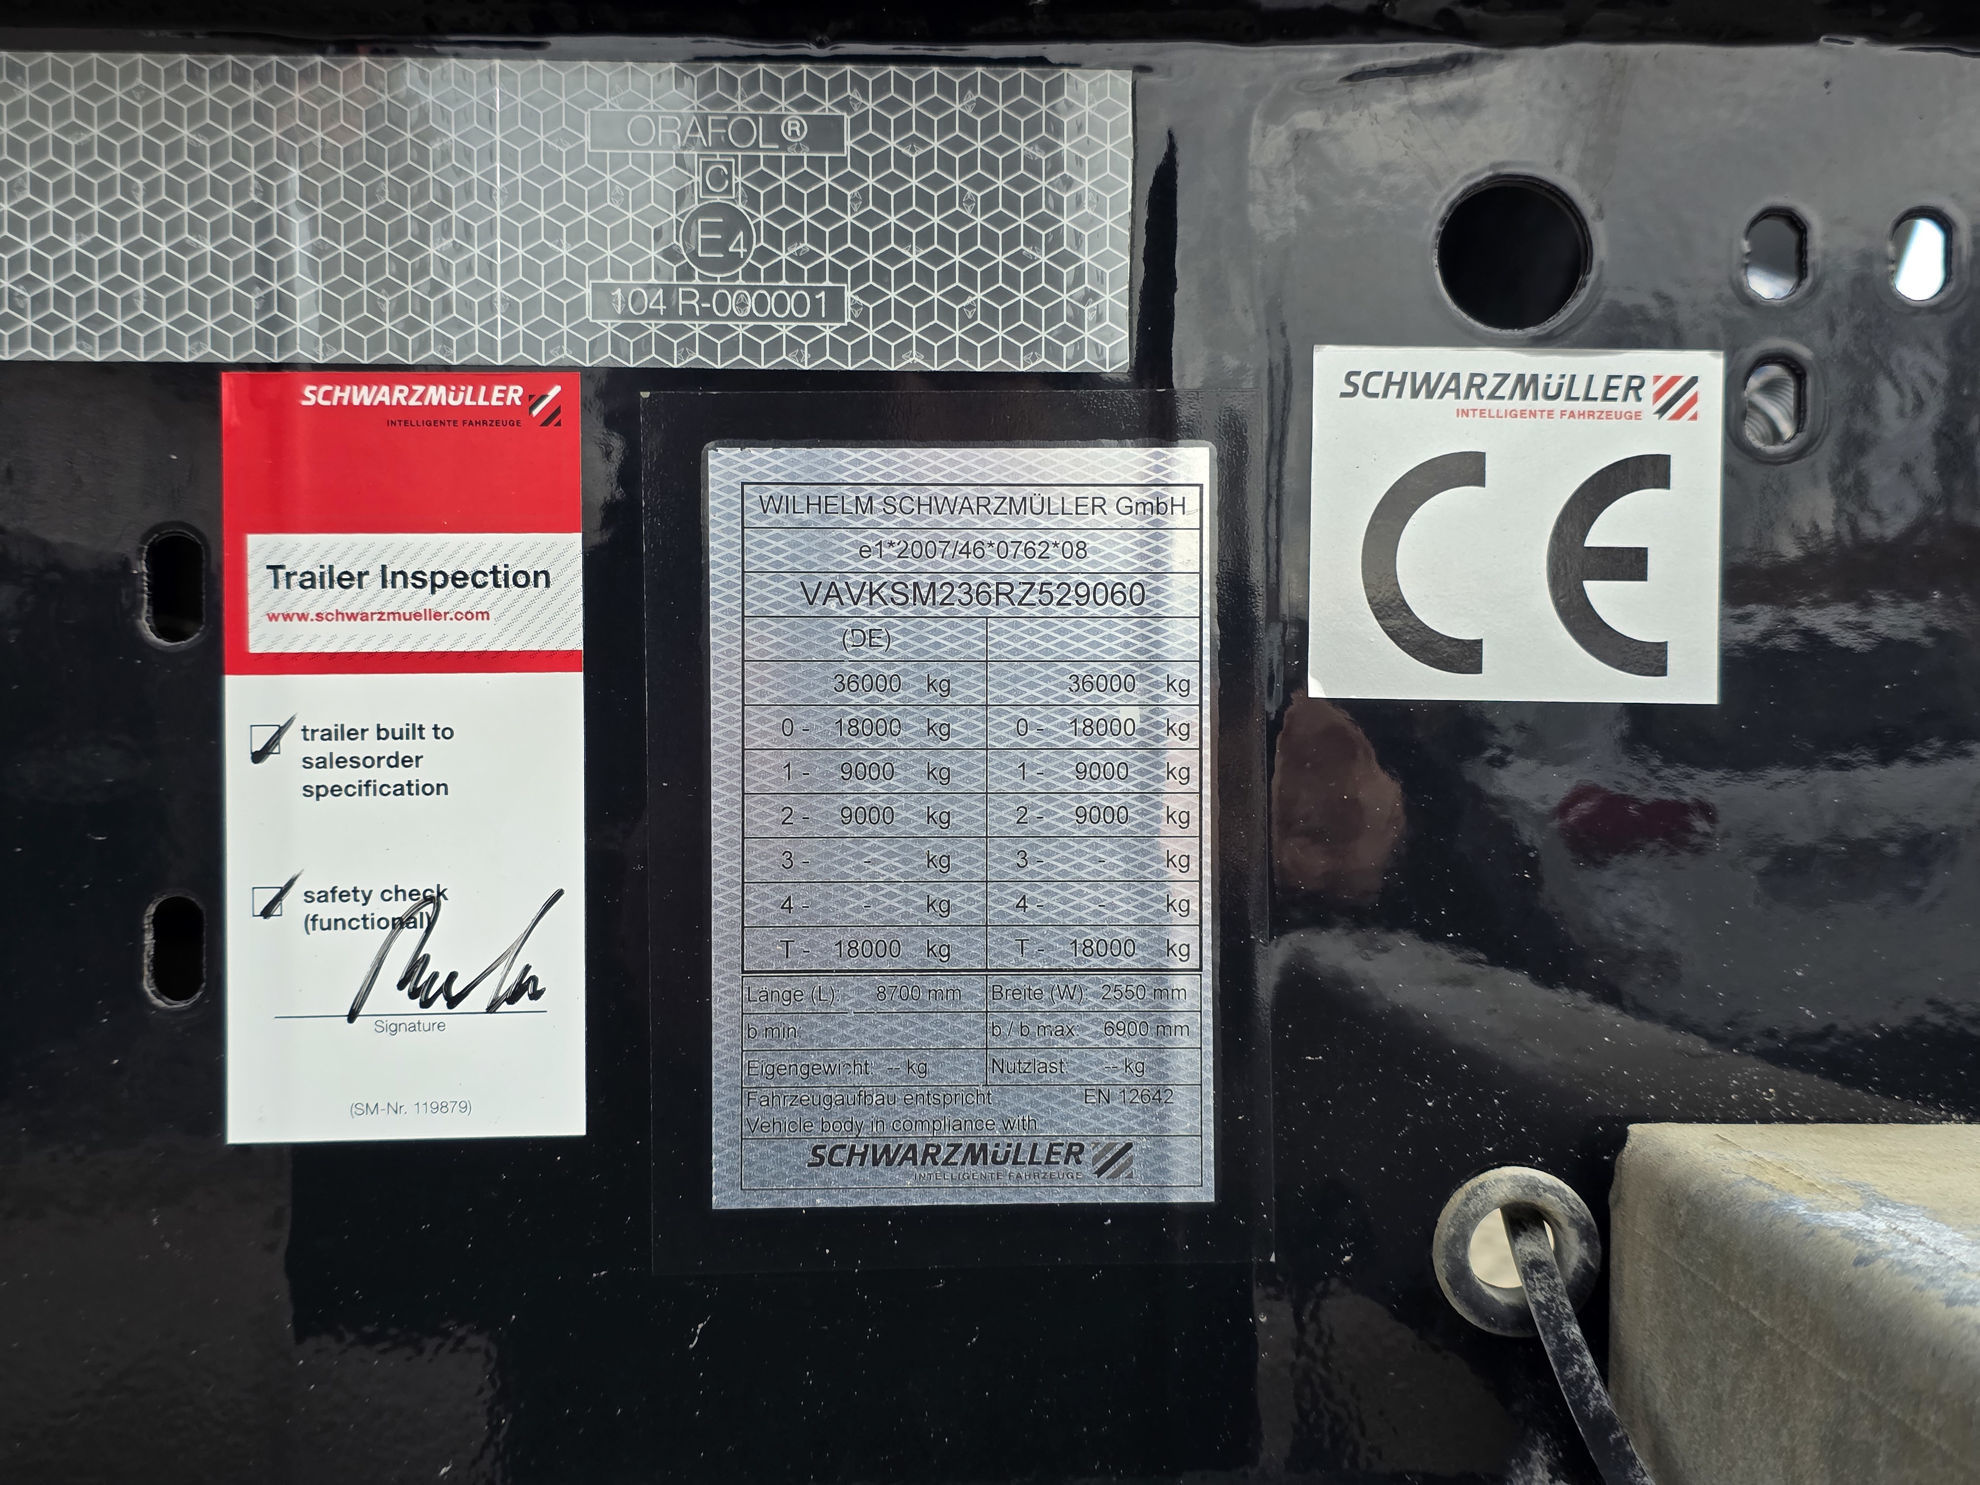 ORAFOL®
C
E4
104 R-000001
SCHWARZMÜLLER
INTELLIGENTE FAHRZEUGE
Trailer Inspection
www.schwarzmueller.com
trailer built to
salesorder
specification
safety check
(functional)
Signature
(SM-Nr. 119879)
WILHELM SCHWARZMÜLLER GmbH
e1*2007/46*0762*08
VAVKSM236RZ529060
(DE)
36000 kg 36000 kg
0 - 18000 kg 0 - 18000 kg
1 - 9000 kg 1 - 9000 kg
2 - 9000 kg 2 - 9000 kg
3 - - kg 3 - - kg
4 - - kg 4 - - kg
T - 18000 kg T - 18000 kg
Länge (L): 8700 mm Breite (W): 2550 mm
b min: b / b max: 6900 mm
Eigengewicht: -- kg Nutzlast: -- kg
Fahrzeugaufbau entspricht EN 12642
Vehicle body in compliance with
SCHWARZMÜLLER
INTELLIGENTE FAHRZEUGE
SCHWARZMÜLLER
INTELLIGENTE FAHRZEUGE
CE